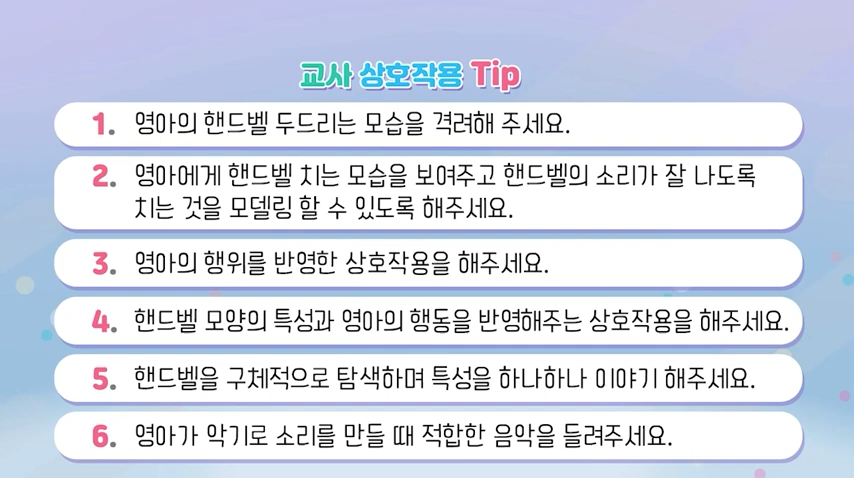 교사 상호작용 Tip
1. 영아의 핸드벨 두드리는 모습을 격려해 주세요.
2. 영아에게 핸드벨 치는 모습을 보여주고 핸드벨의 소리가 잘 나도록
치는 것을 모델링 할 수 있도록 해주세요.
3. 영아의 행위를 반영한 상호작용을 해주세요.
4. 핸드벨 모양의 특성과 영아의 행동을 반영해주는 상호작용을 해주세요.
5. 핸드벨을 구체적으로 탐색하며 특성을 하나하나 이야기 해주세요.
6. 영아가 악기로 소리를 만들 때 적합한 음악을 들려주세요.